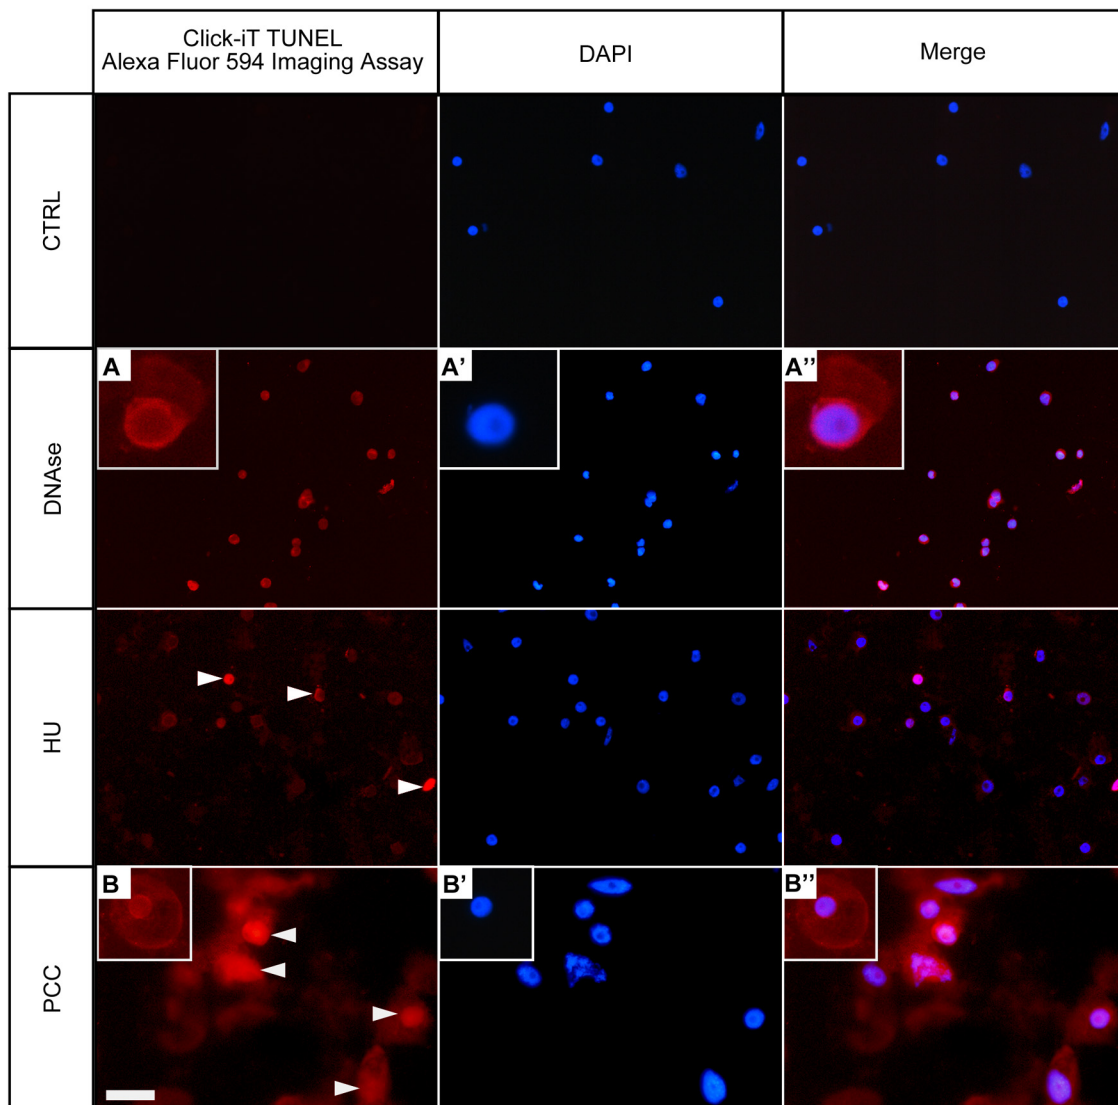 Click-iT TUNEL
Alexa Fluor 594 Imaging Assay
DAPI
Merge
CTRL
DNAse
A
A'
A''
HU
PCC
B
B'
B''